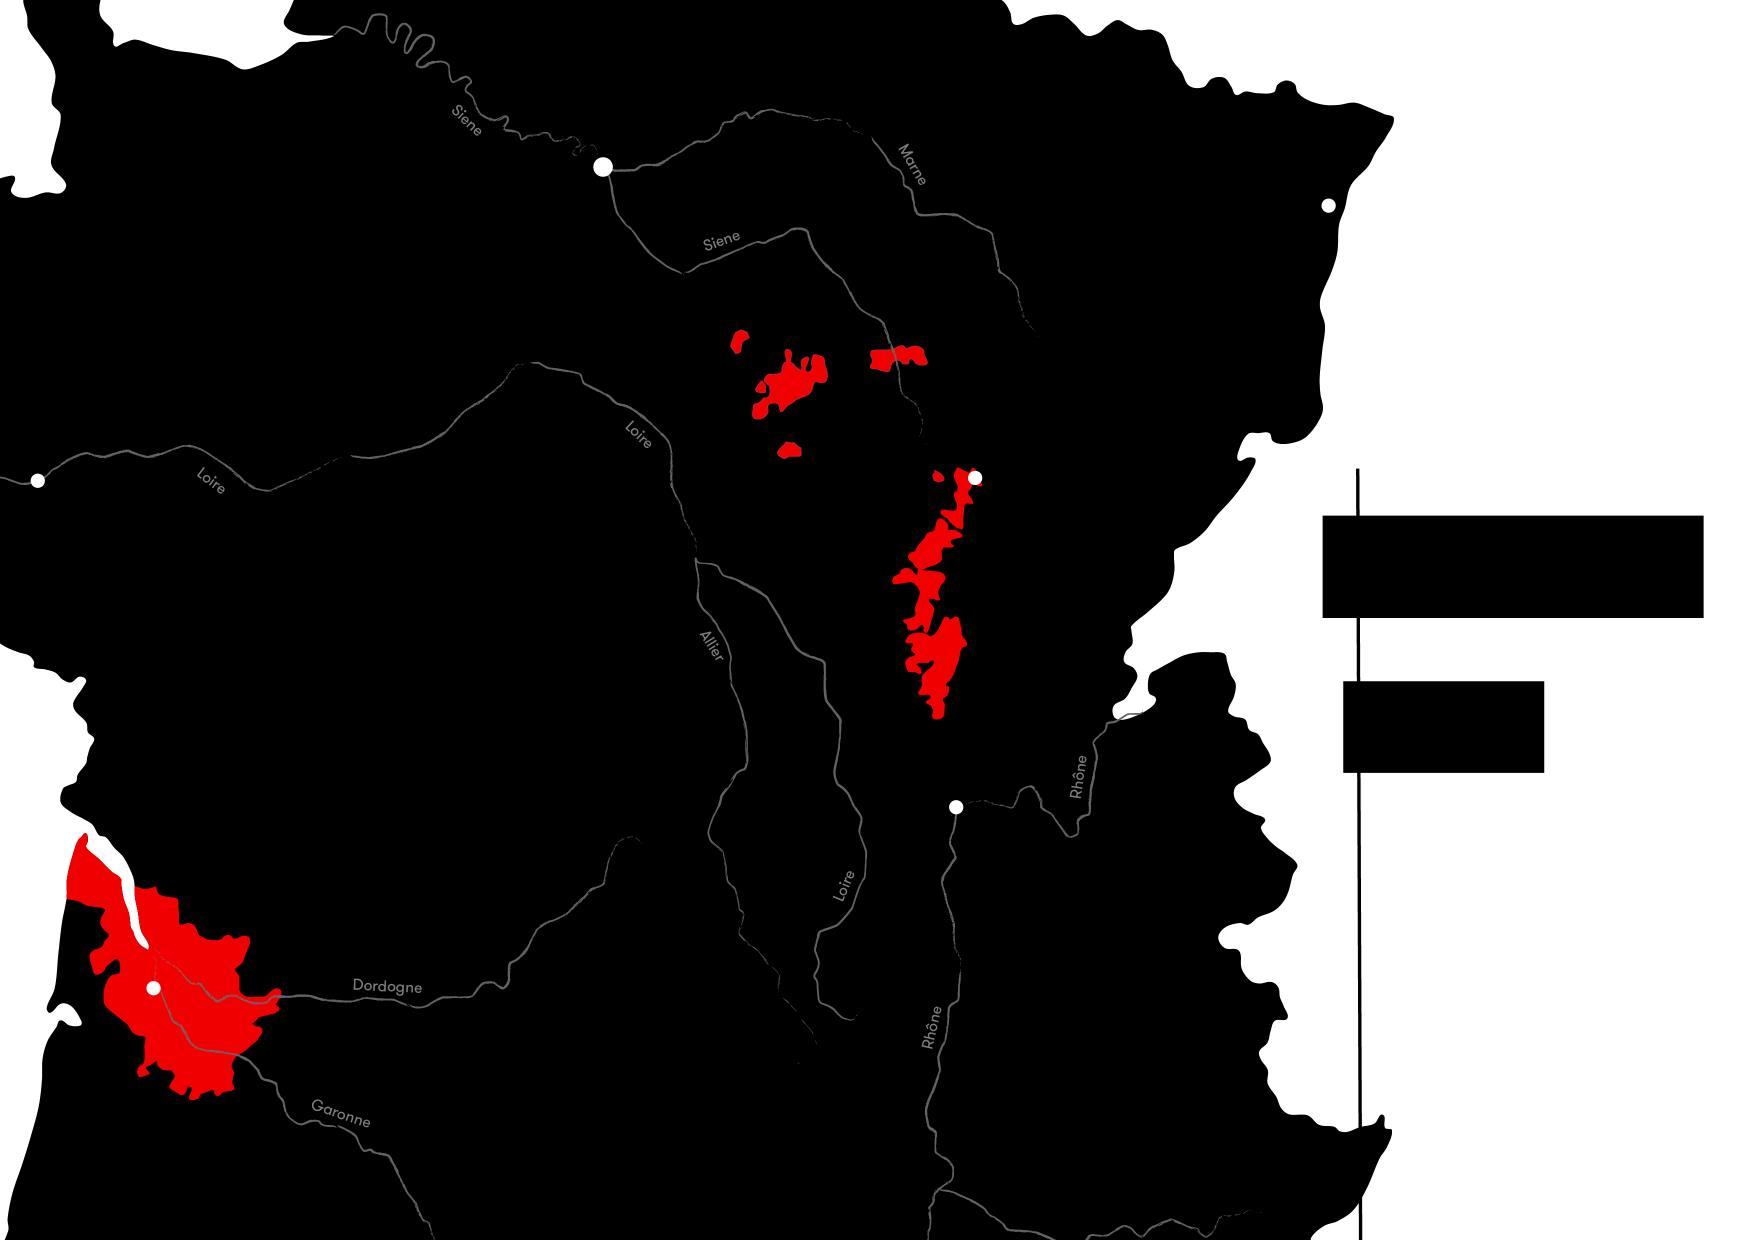 Siene
Marne
Siene
Loire
Loire
Allier
Rhône
Loire
Dordogne
Rhône
Garonne